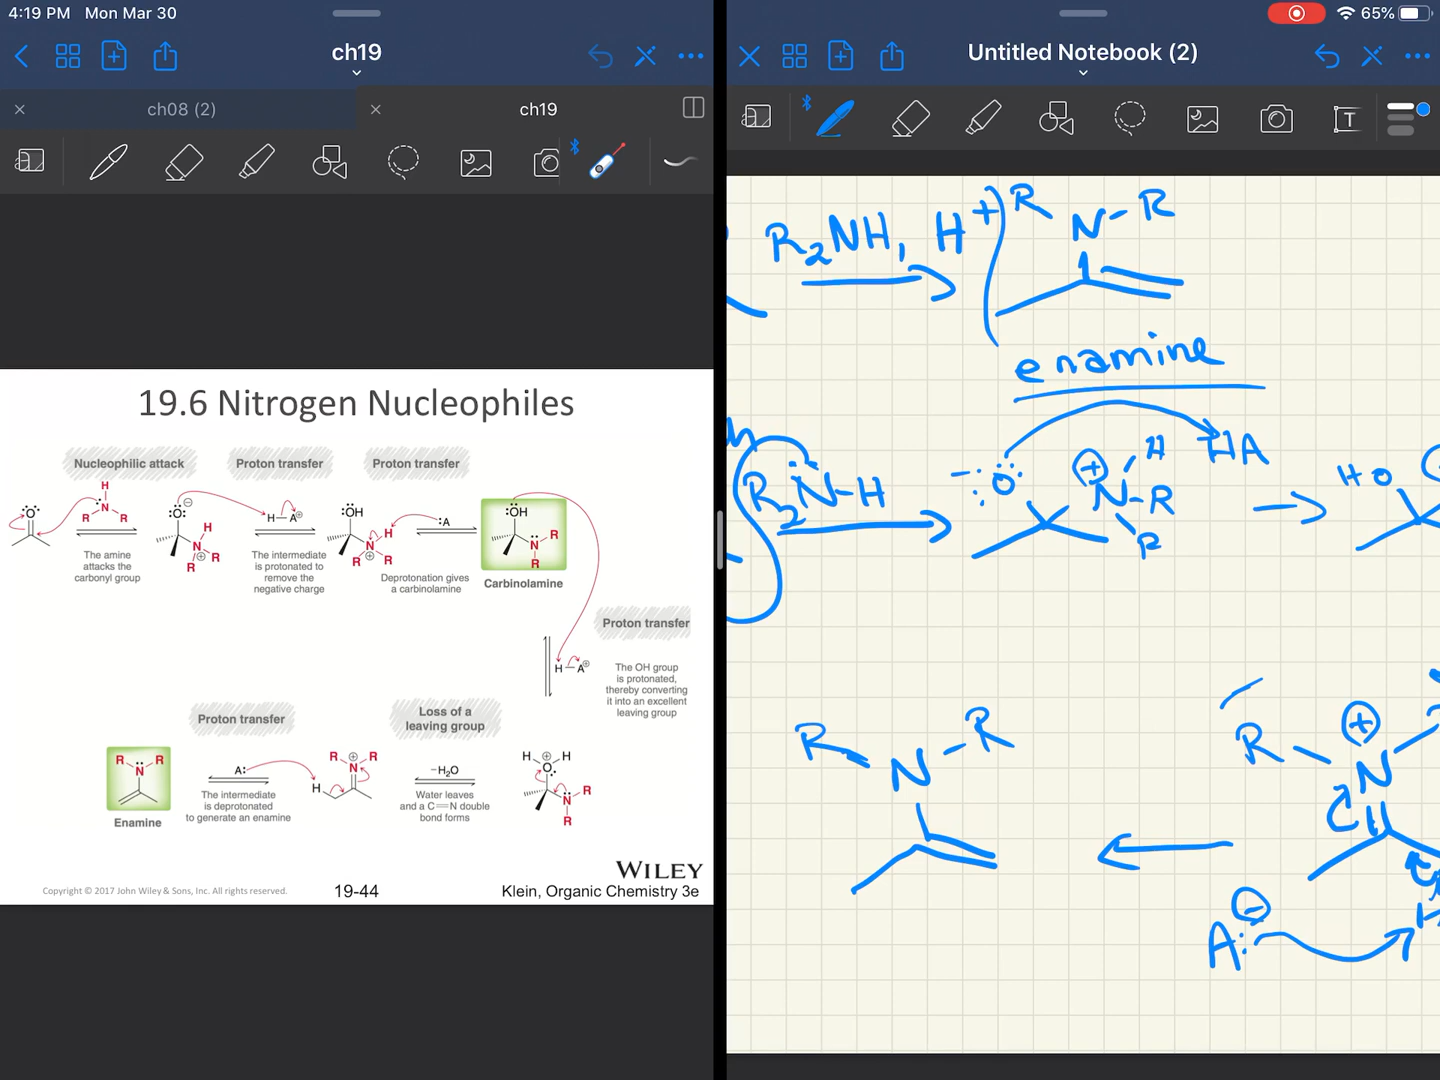 4:19 PM Mon Mar 30
65%
ch19
Untitled Notebook (2)
ch08 (2)
ch19
T
19.6 Nitrogen Nucleophiles
Nucleophilic attack
Proton transfer
Proton transfer
The amine
attacks the
carbonyl group
The intermediate
is protonated to
remove the
negative charge
Deprotonation gives
a carbinolamine
Carbinolamine
Proton transfer
The OH group
is protonated,
thereby converting
it into an excellent
leaving group
Loss of a
leaving group
−H₂O
Water leaves
and a C=N double
bond forms
Proton transfer
A:
The intermediate
is deprotonated
to generate an enamine
Enamine
WILEY
Copyright © 2017 John Wiley & Sons, Inc. All rights reserved.
19-44
Klein, Organic Chemistry 3e
R₂NH, H⁺
R N-R
enamine
R₂N-H
:O: ⊕ H HA
N-R
R
HO
R N R
R N ⊕
A: ⊖ H